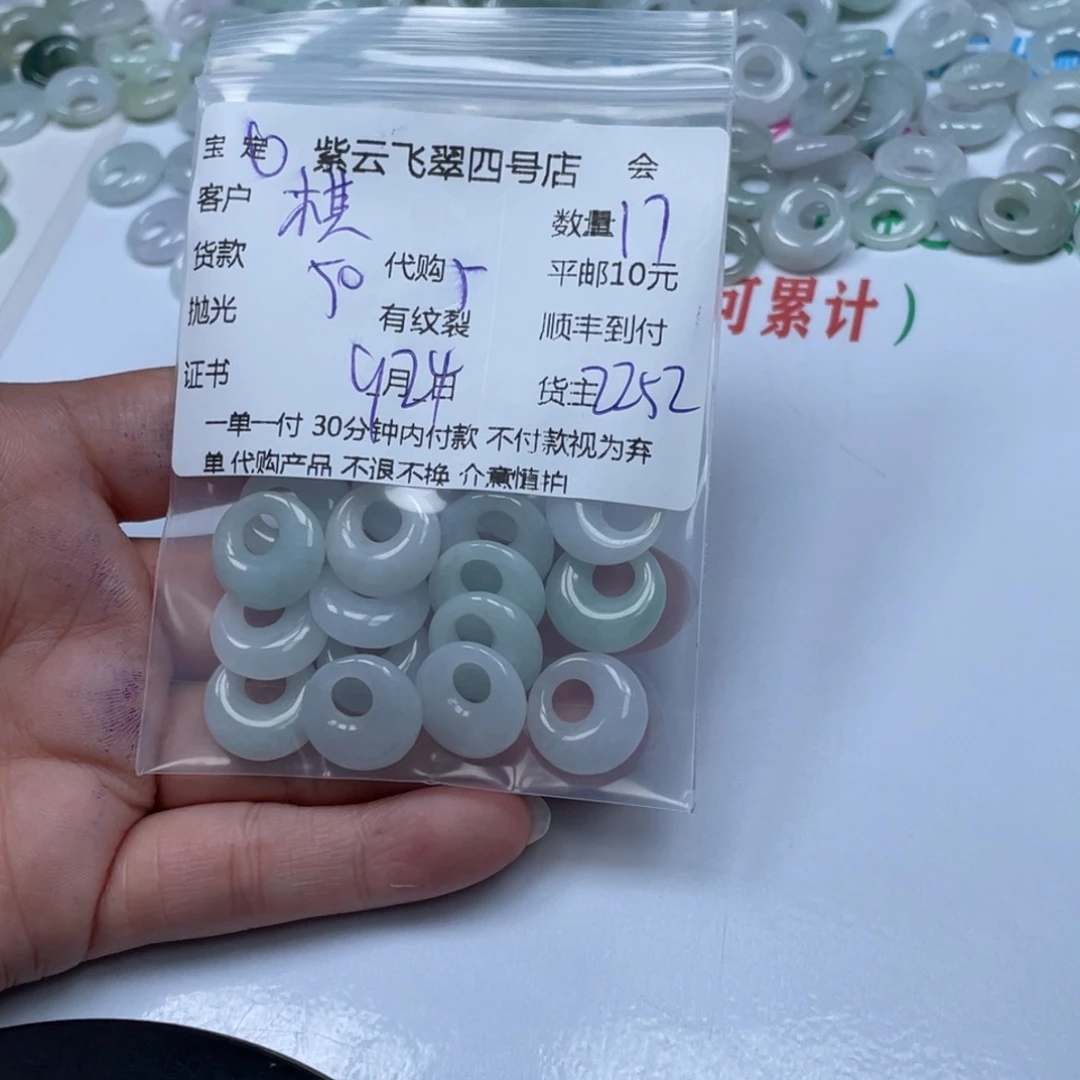 宝 定 紫云飞翠四号店 会
客户 棋 数量 17
货款 50 代购 5 平邮10元
抛光 有纹裂 顺丰到付
证书 9月24日 货主 2252
一单一付 30分钟内付款 不付款视为弃
单 代购产品 不退不换 介意慎拍
可累计）